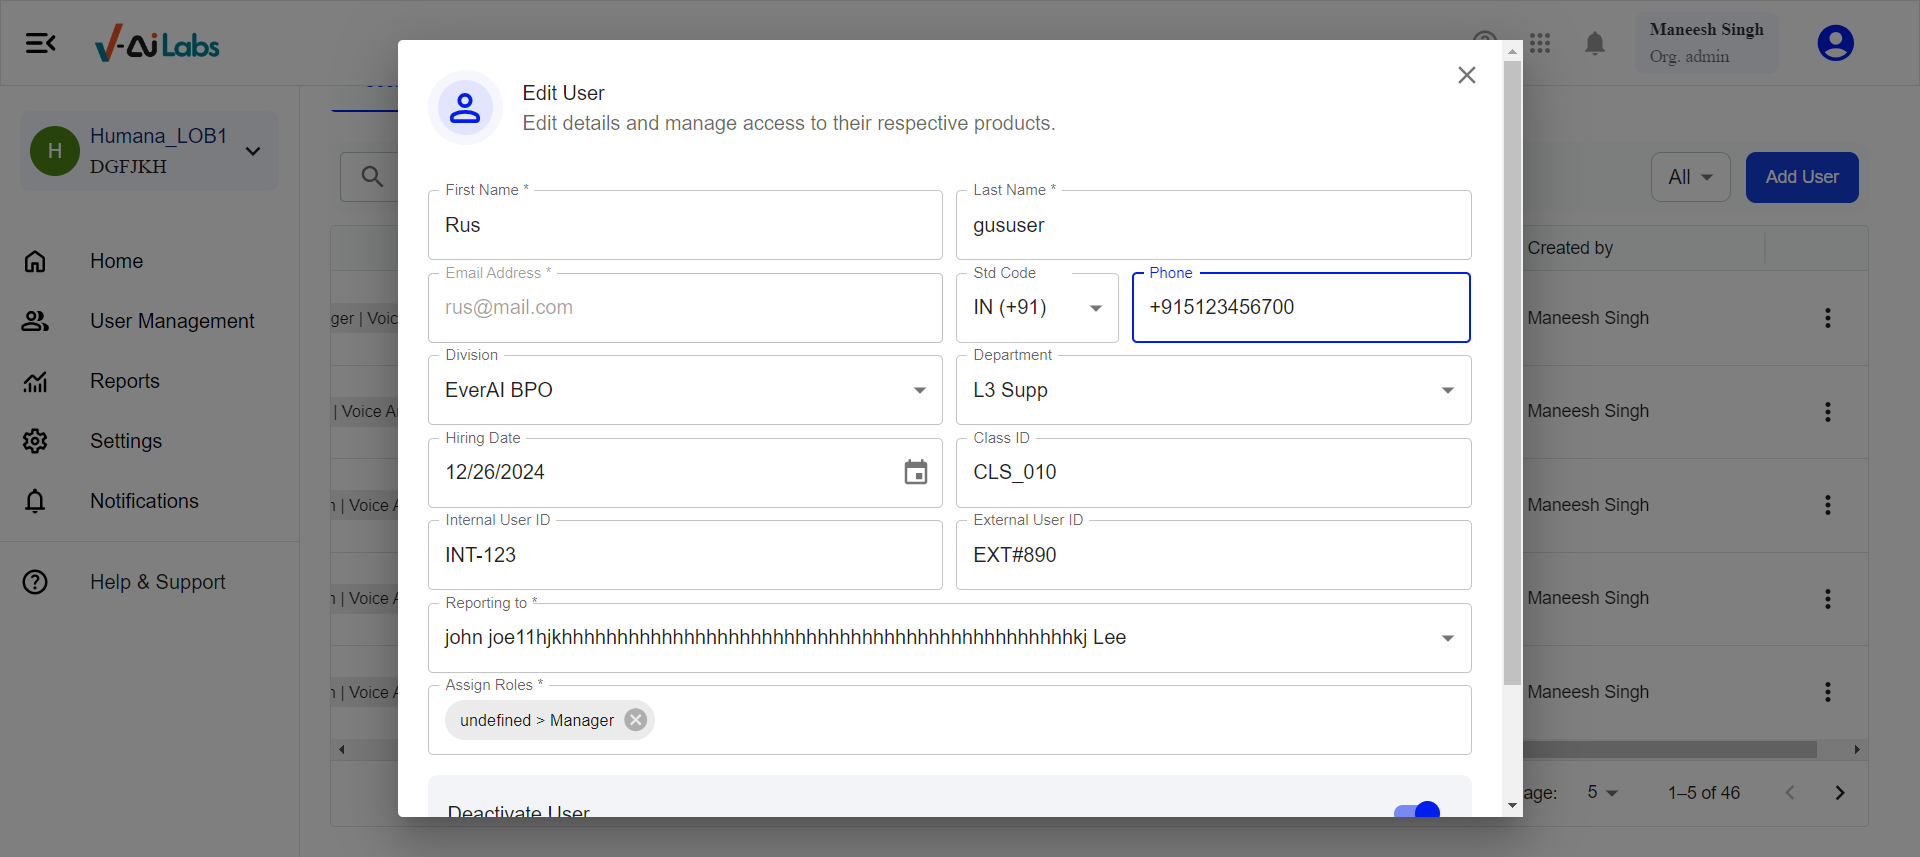 V-Ai Labs
Maneesh Singh
Org. admin
Humana_LOB1
DGFJKH
H
Home
User Management
Reports
Settings
Notifications
Help & Support
Edit User
Edit details and manage access to their respective products.
First Name *
Rus
Last Name *
gususer
Email Address *
rus@mail.com
Std Code
IN (+91)
Phone
+915123456700
Division
EverAI BPO
Department
L3 Supp
Hiring Date
12/26/2024
Class ID
CLS_010
Internal User ID
INT-123
External User ID
EXT#890
Reporting to *
john joe11hjkhhhhhhhhhhhhhhhhhhhhhhhhhhhhhhhhhhhhhhhhhhhhhhkj Lee
Assign Roles *
undefined > Manager
Deactivate User
All
Add User
Created by
Maneesh Singh
| Voice
Maneesh Singh
| Voice
Maneesh Singh
| Voice
Maneesh Singh
| Voice
Maneesh Singh
5
1–5 of 46